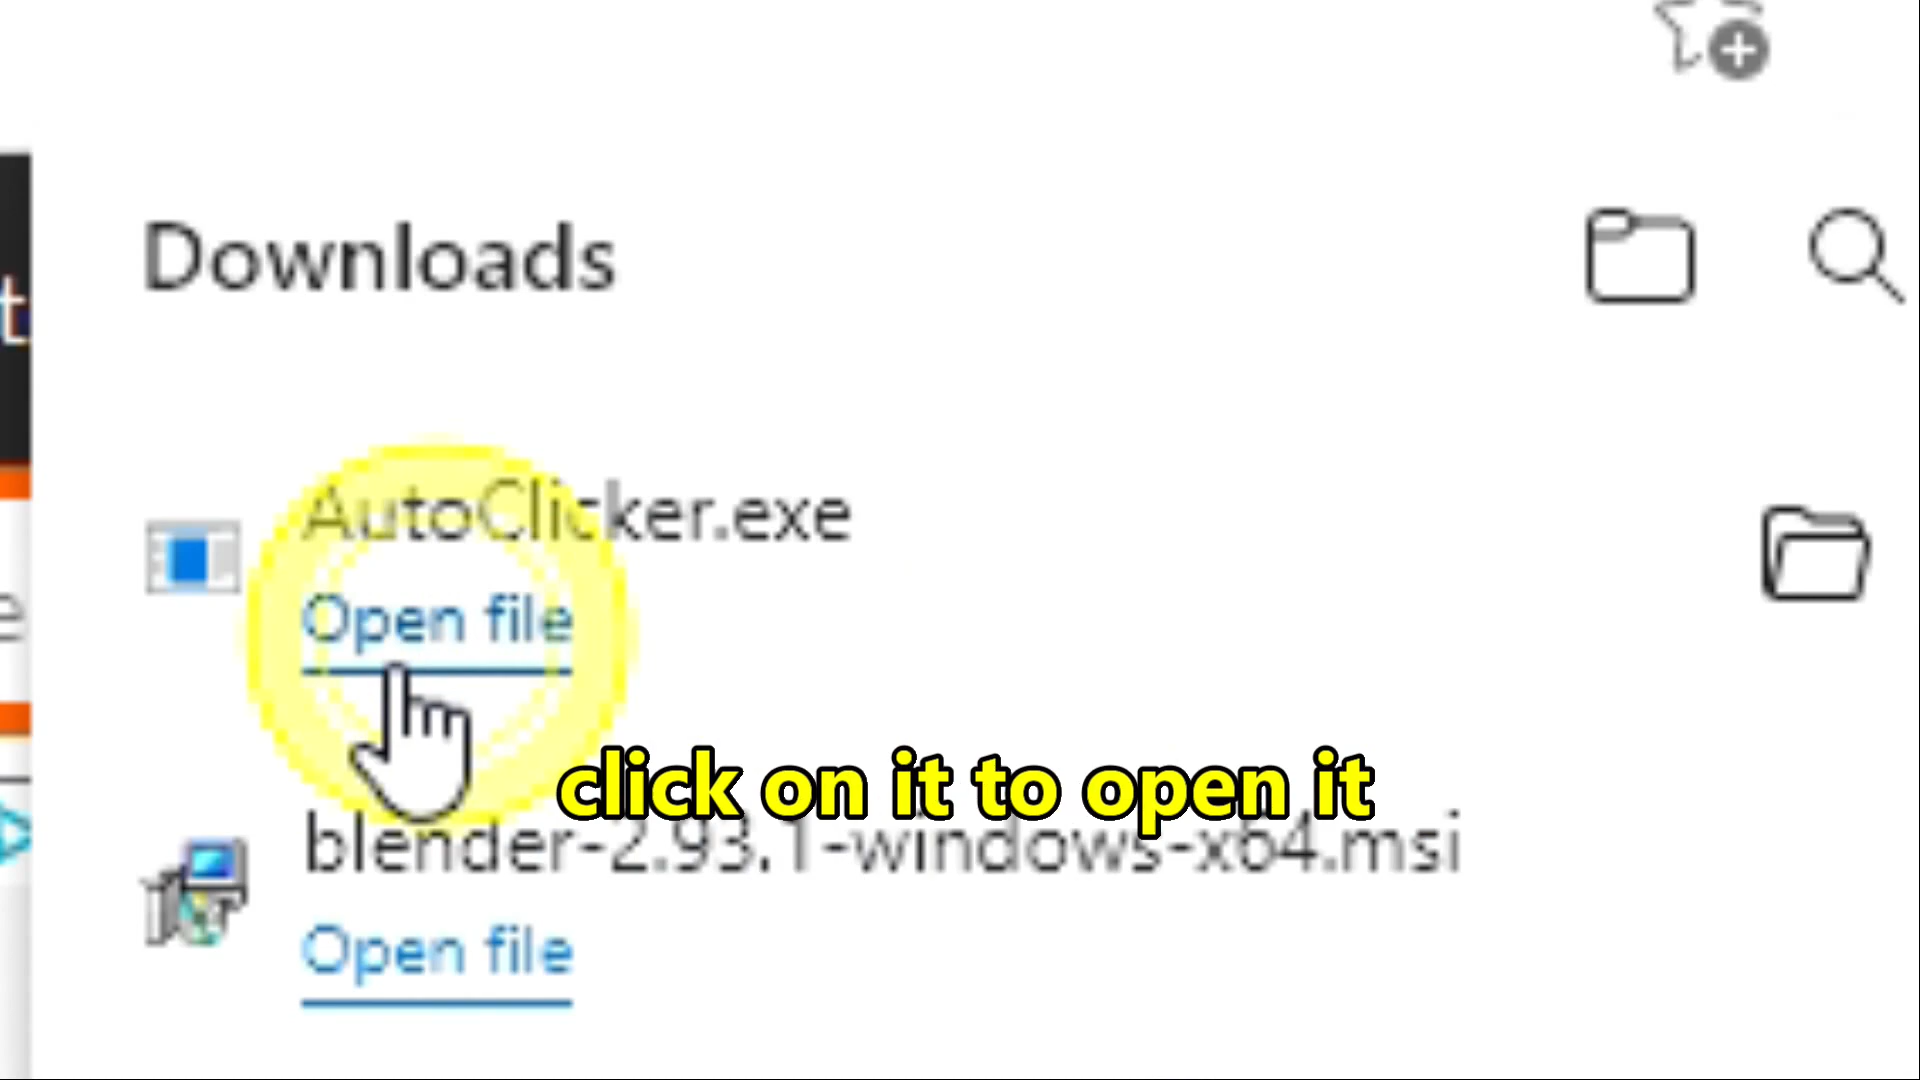 Downloads
t
AutoClicker.exe
Open file
e
click on it to open it
blender-2.93.1-windows-x64.msi
Open file